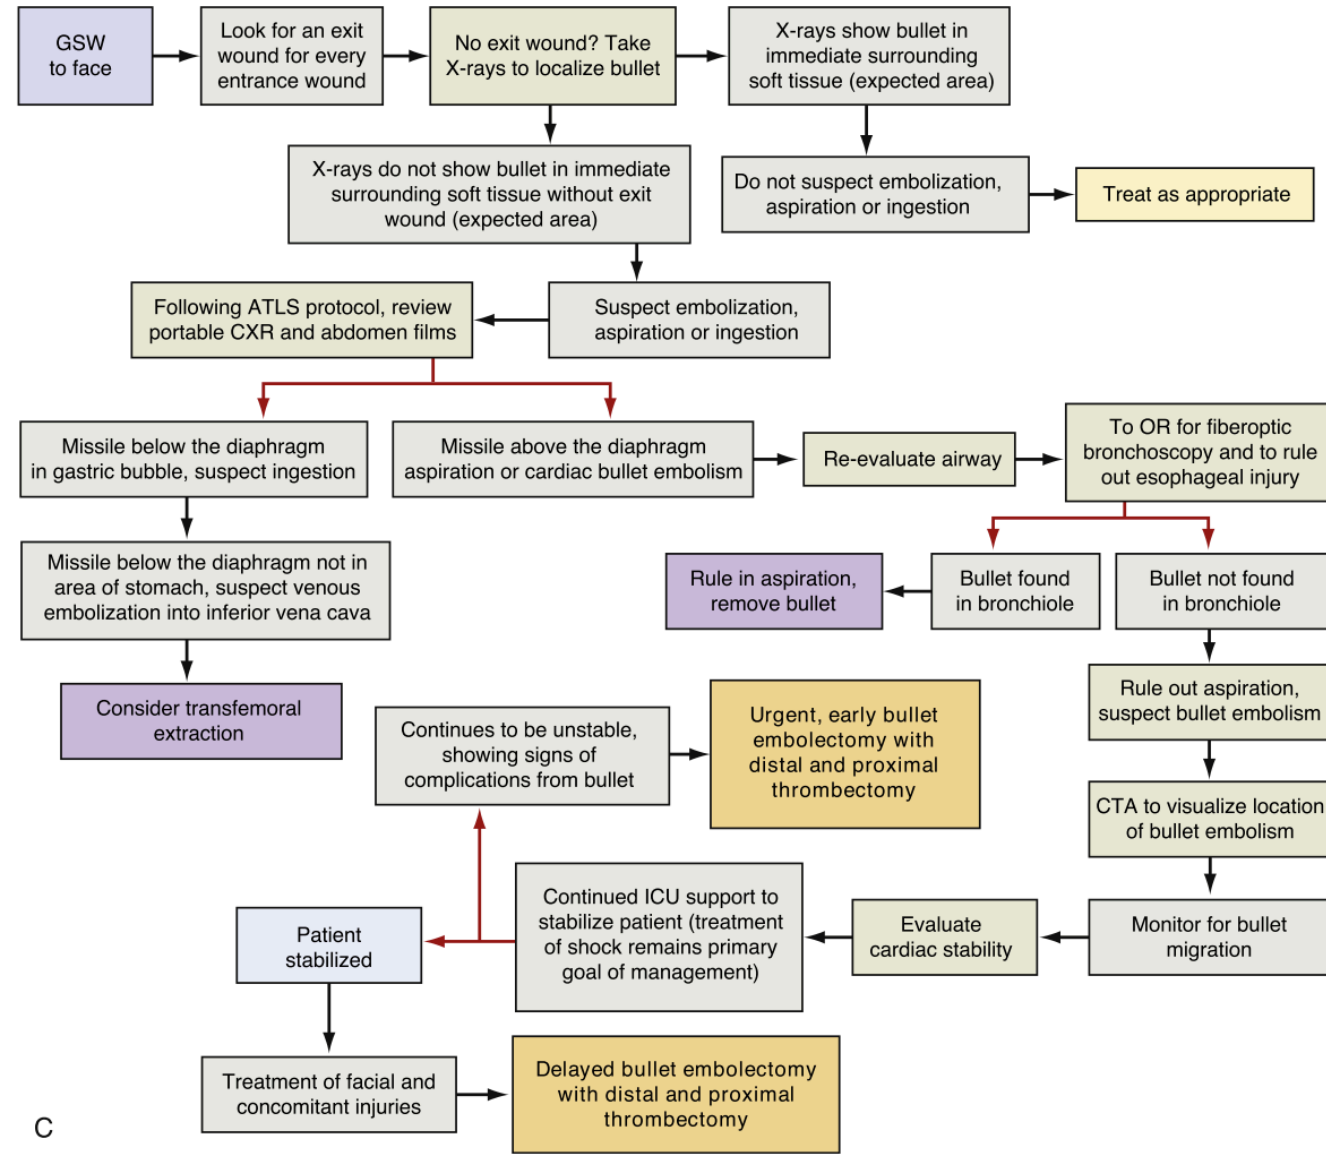 GSW
to face
Look for an exit
wound for every
entrance wound
No exit wound? Take
X-rays to localize bullet
X-rays show bullet in
immediate surrounding
soft tissue (expected area)
X-rays do not show bullet in immediate
surrounding soft tissue without exit
wound (expected area)
Do not suspect embolization,
aspiration or ingestion
Treat as appropriate
Following ATLS protocol, review
portable CXR and abdomen films
Suspect embolization,
aspiration or ingestion
Missile below the diaphragm
in gastric bubble, suspect ingestion
Missile above the diaphragm
aspiration or cardiac bullet embolism
Re-evaluate airway
To OR for fiberoptic
bronchoscopy and to rule
out esophageal injury
Missile below the diaphragm not in
area of stomach, suspect venous
embolization into inferior vena cava
Rule in aspiration,
remove bullet
Bullet found
in bronchiole
Bullet not found
in bronchiole
Consider transfemoral
extraction
Rule out aspiration,
suspect bullet embolism
Continues to be unstable,
showing signs of
complications from bullet
Urgent, early bullet
embolectomy with
distal and proximal
thrombectomy
CTA to visualize location
of bullet embolism
Patient
stabilized
Continued ICU support to
stabilize patient (treatment
of shock remains primary
goal of management)
Evaluate
cardiac stability
Monitor for bullet
migration
Treatment of facial and
concomitant injuries
Delayed bullet embolectomy
with distal and proximal
thrombectomy
C